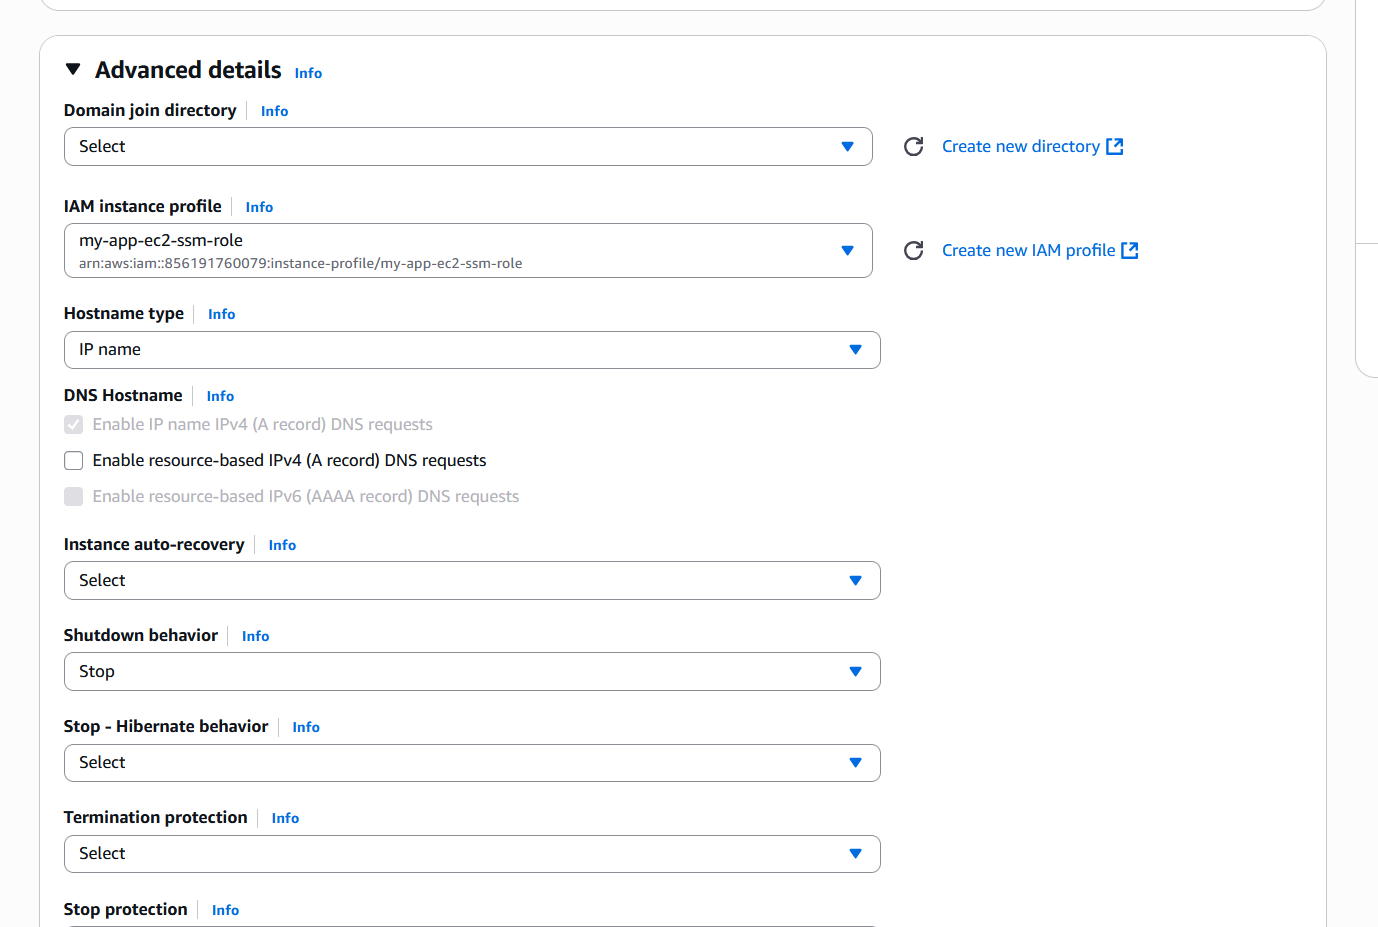 Advanced details Info
Domain join directory Info
Select
Create new directory
IAM instance profile Info
my-app-ec2-ssm-role
arn:aws:iam::856191760079:instance-profile/my-app-ec2-ssm-role
Create new IAM profile
Hostname type Info
IP name
DNS Hostname Info
Enable IP name IPv4 (A record) DNS requests
Enable resource-based IPv4 (A record) DNS requests
Enable resource-based IPv6 (AAAA record) DNS requests
Instance auto-recovery Info
Select
Shutdown behavior Info
Stop
Stop - Hibernate behavior Info
Select
Termination protection Info
Select
Stop protection Info